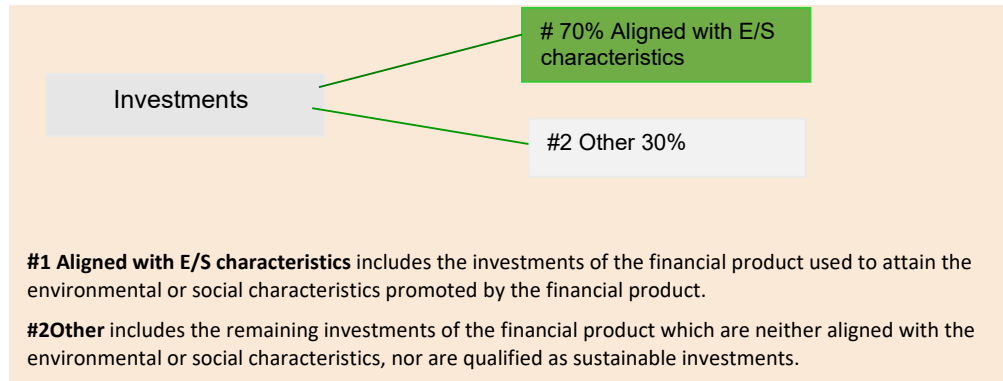 # 70% Aligned with E/S
characteristics
Investments
#2 Other 30%
#1 Aligned with E/S characteristics includes the investments of the financial product used to attain the
environmental or social characteristics promoted by the financial product.
#2Other includes the remaining investments of the financial product which are neither aligned with the
environmental or social characteristics, nor are qualified as sustainable investments.